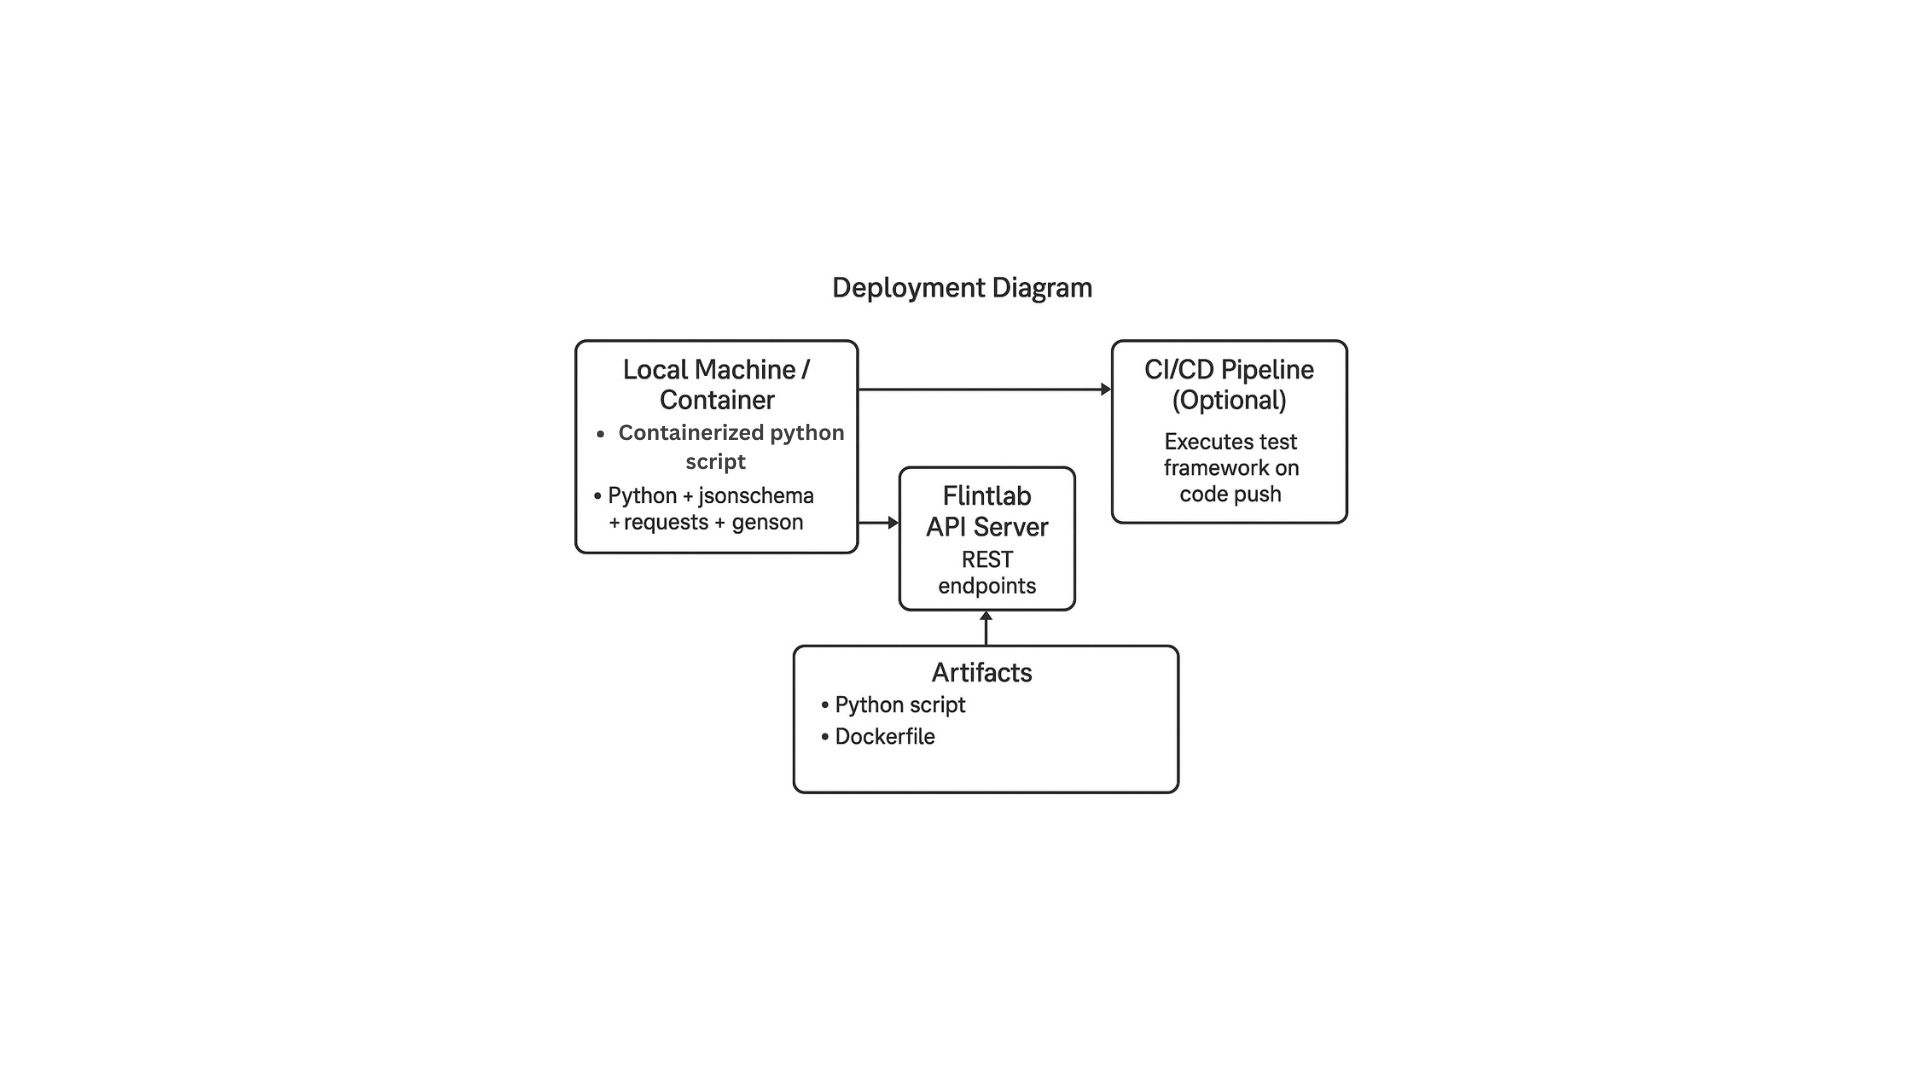 Deployment Diagram
Local Machine /
Container
• Containerized python
script
• Python + jsonschema
+ requests + genson
CI/CD Pipeline
(Optional)
Executes test
framework on
code push
Flintlab
API Server
REST
endpoints
Artifacts
• Python script
• Dockerfile